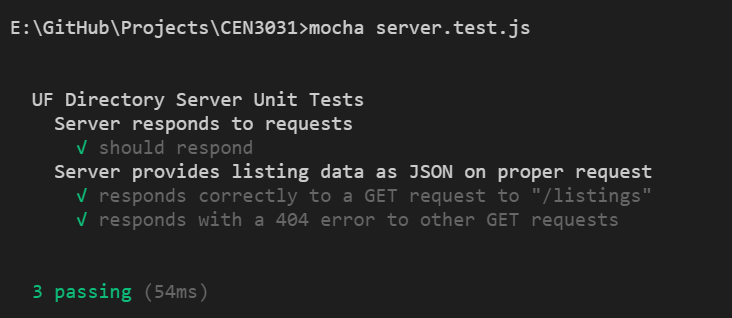 E:\GitHub\Projects\CEN3031>mocha server.test.js
UF Directory Server Unit Tests
Server responds to requests
√ should respond
Server provides listing data as JSON on proper request
√ responds correctly to a GET request to "/listings"
√ responds with a 404 error to other GET requests
3 passing (54ms)